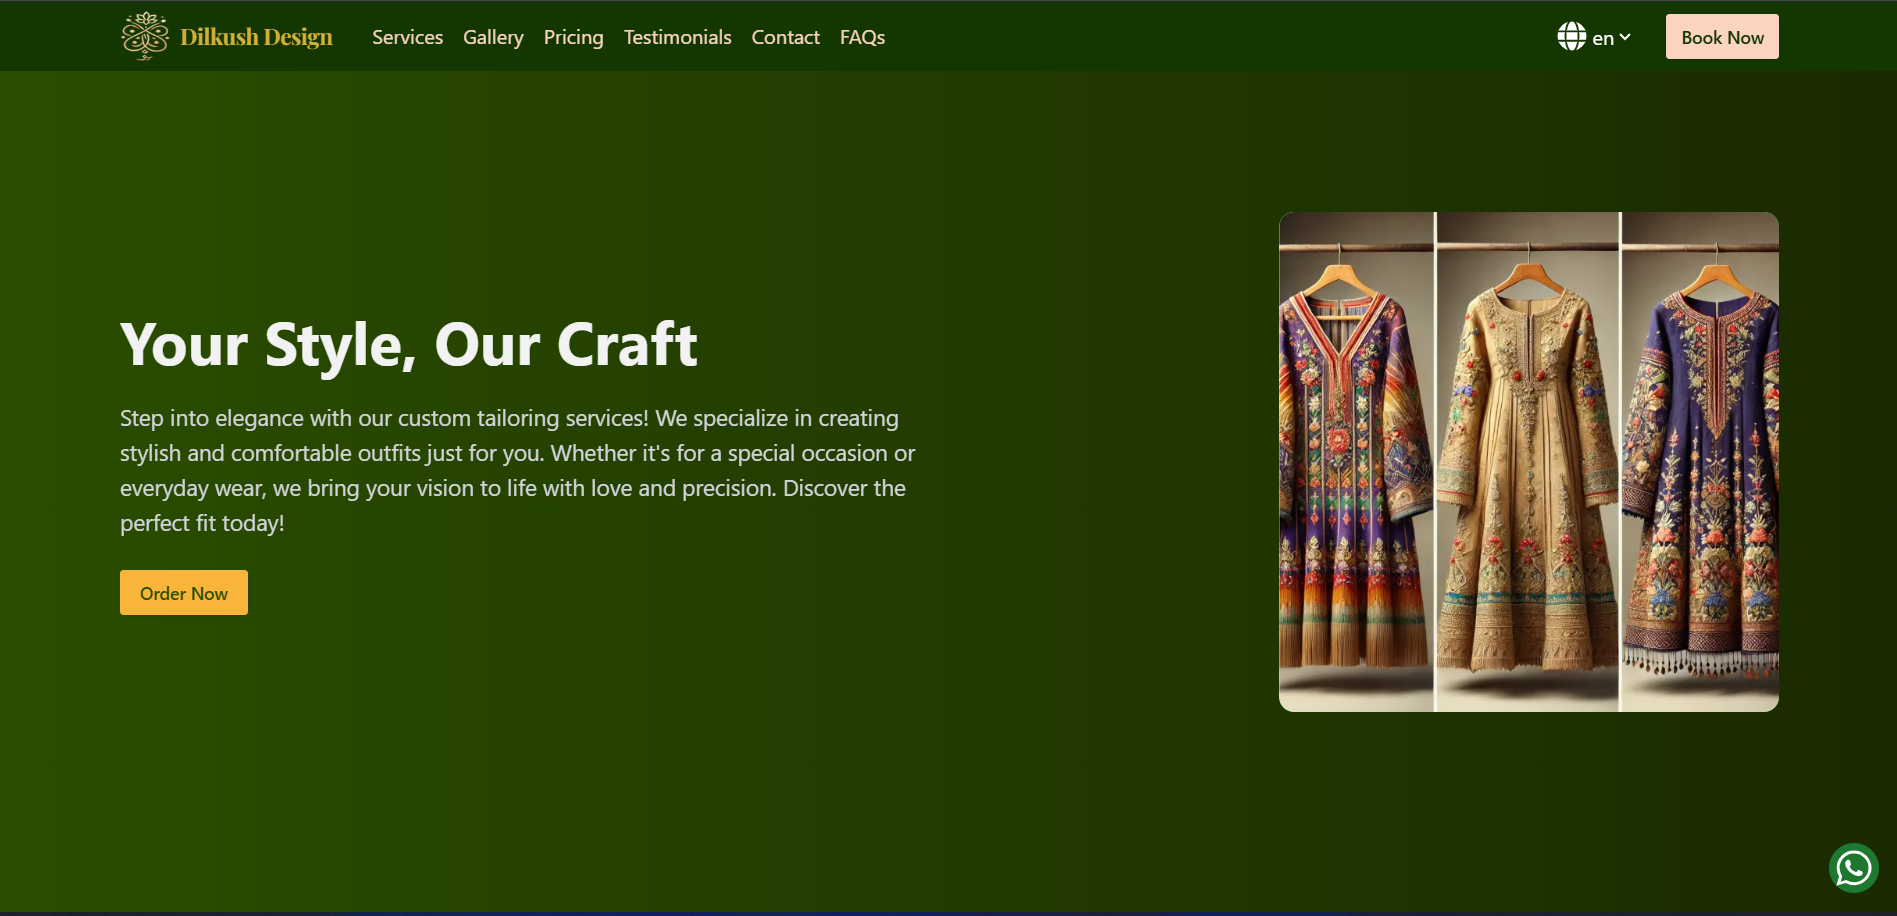 Dilkush Design
Services Gallery Pricing Testimonials Contact FAQs
en
Book Now
Your Style, Our Craft
Step into elegance with our custom tailoring services! We specialize in creating
stylish and comfortable outfits just for you. Whether it's for a special occasion or
everyday wear, we bring your vision to life with love and precision. Discover the
perfect fit today!
Order Now